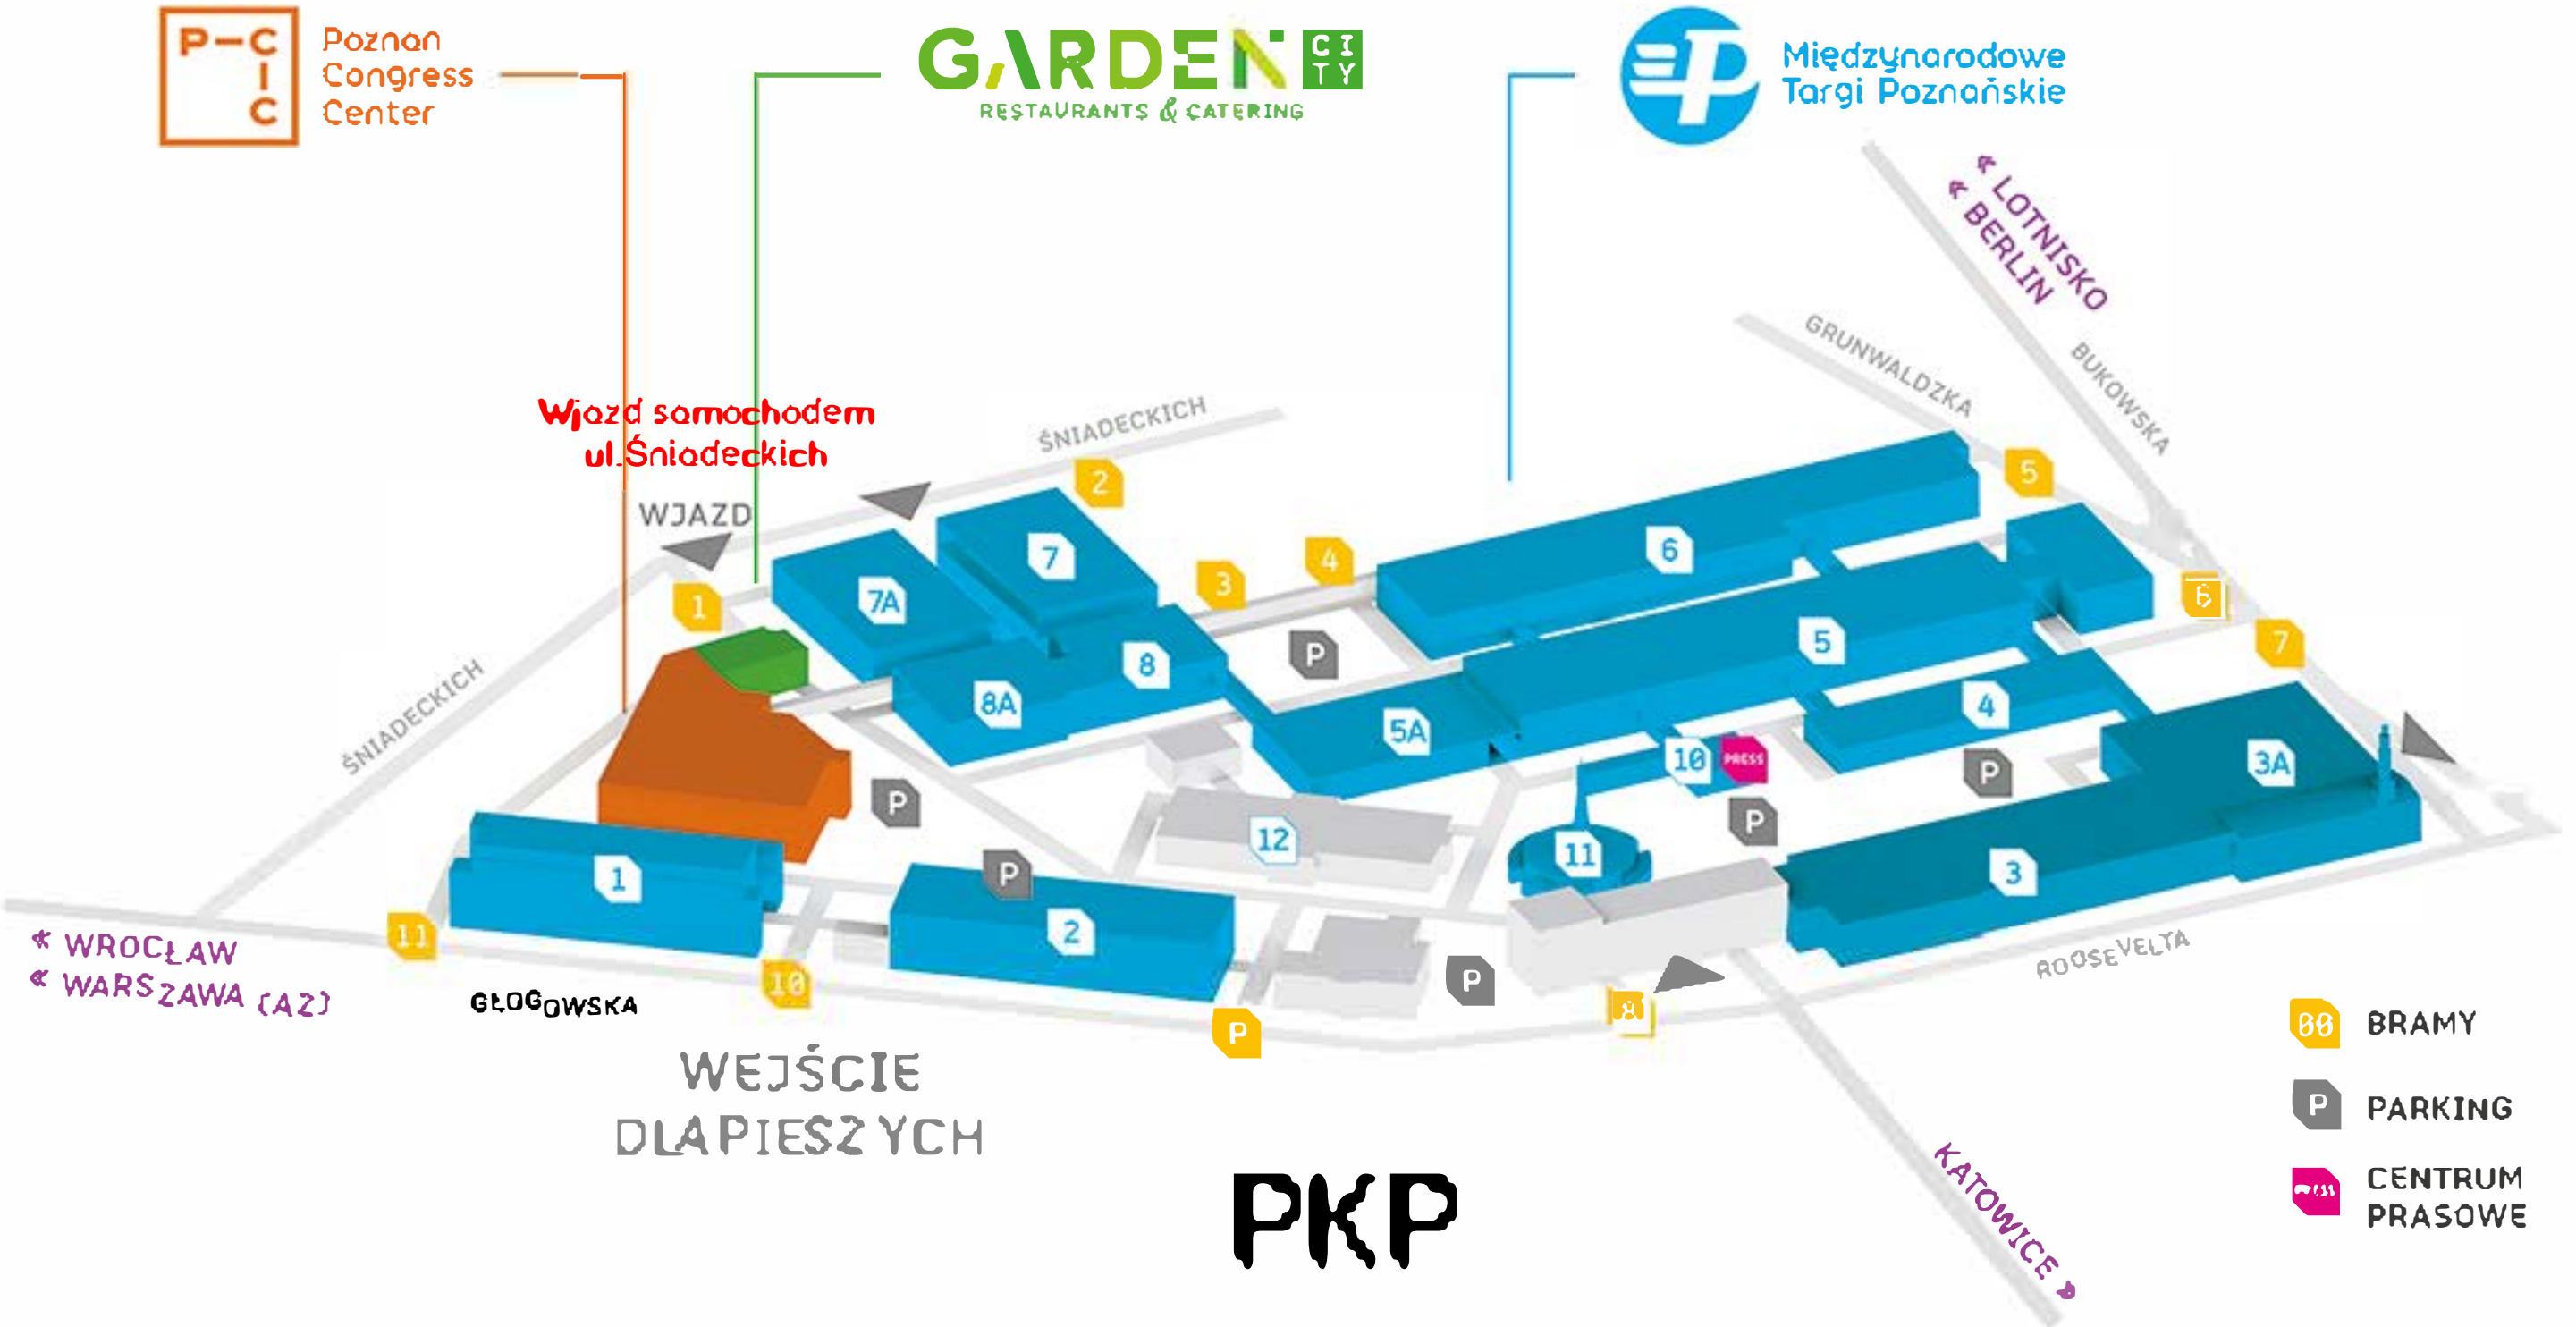 P–C
I
C
Poznan
Congress
Center
GARDEN CITY
RESTAURANTS & CATERING
Międzynarodowe
Targi Poznańskie
« LOTNISKO
« BERLIN
GRUNWALDZKA
BUKOWSKA
Wjazd samochodem
ul.Śniadeckich
ŚNIADECKICH
WJAZD
2
5
7
4
6
3
7A
1
6
P
5
7
8
ŚNIADECKICH
8A
4
5A
10
PRESS
3A
P
P
P
12
11
1
P
3
2
11
« WROCŁAW
« WARSZAWA (A2)
10
P
ROOSEVELTA
GŁOGOWSKA
P
WEJŚCIE
DLA PIESZYCH
PKP
KATOWICE »
00 BRAMY
P PARKING
CENTRUM
PRASOWE